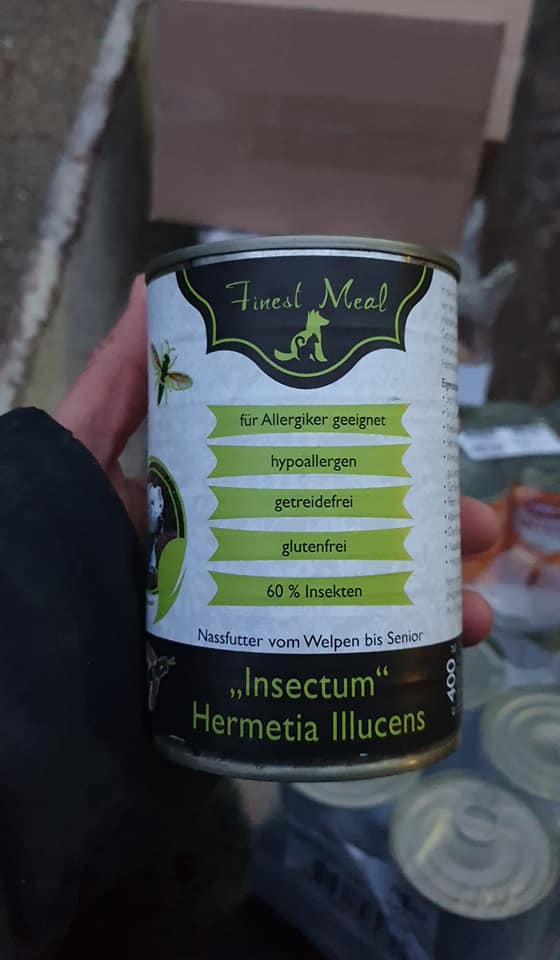 Finest Meal
für Allergiker geeignet
hypoallergen
getreidefrei
glutenfrei
60 % Insekten
Nassfutter vom Welpen bis Senior
„Insectum“
Hermetia Illucens
400